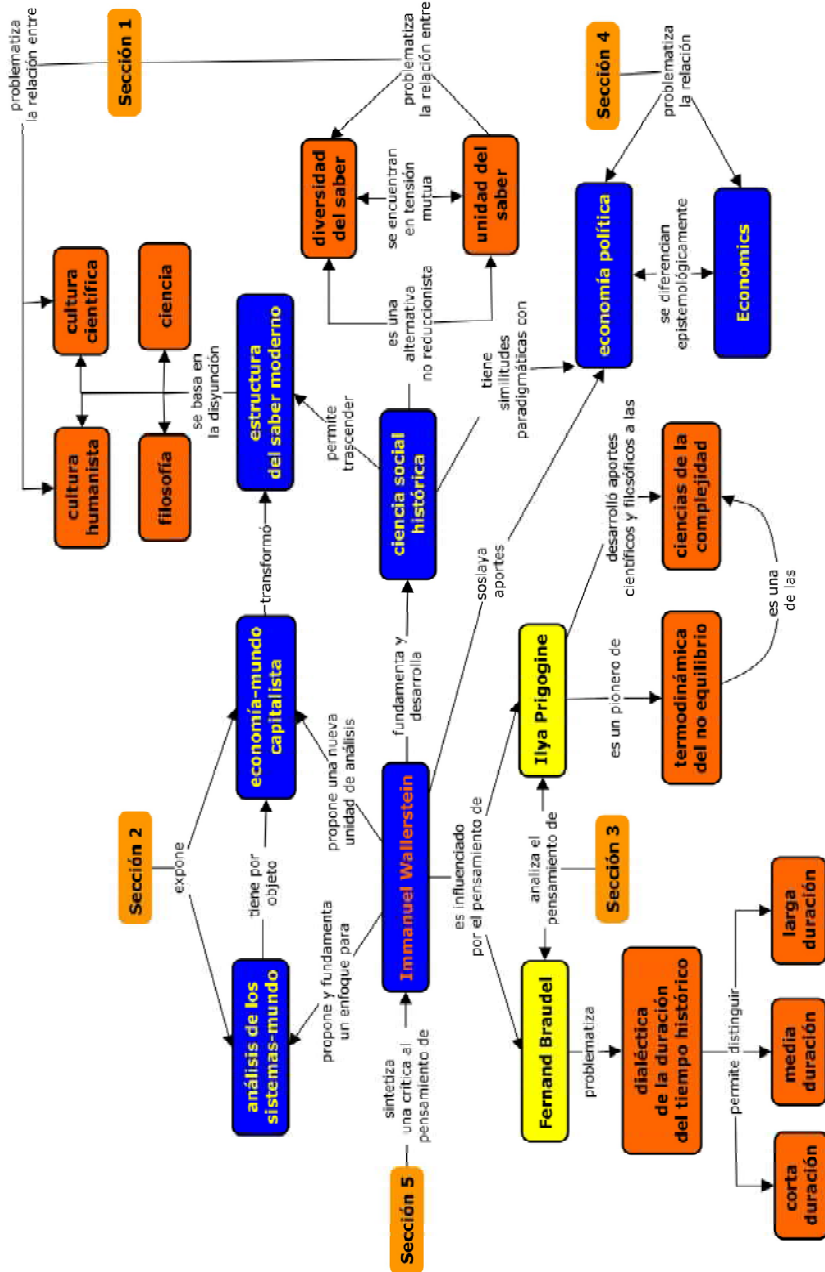 problematiza
la relación entre
Sección 1
cultura
humanista
cultura
científica
filosofía
ciencia
se basa en
la disyunción
Sección 2
expone
análisis de los
sistemas-mundo
tiene por
objeto
economía-mundo
capitalista
transformó
estructura
del saber moderno
problematiza
la relación entre
diversidad
del saber
se encuentran
en tensión
mutua
unidad del
saber
es una
alternativa
no reduccionista
permite
trascender
propone y fundamenta
un enfoque para
propone una nueva
unidad de análisis
Sección 5
sintetiza
una crítica al
pensamiento de
Immanuel Wallerstein
fundamenta y
desarrolla
ciencia social
histórica
tiene
similitudes
paradigmáticas con
soslaya
aportes
Sección 4
problematiza
la relación
economía política
se diferencian
epistemológicamente
Economics
es influenciado
por el pensamiento de
Fernand Braudel
analiza el
pensamiento de
Sección 3
Ilya Prigogine
problematiza
dialéctica
de la duración
del tiempo histórico
permite distinguir
corta
duración
media
duración
larga
duración
es un pionero de
termodinámica
del no equilibrio
desarrolló aportes
científicos y filosóficos a las
ciencias de la
complejidad
es una
de las